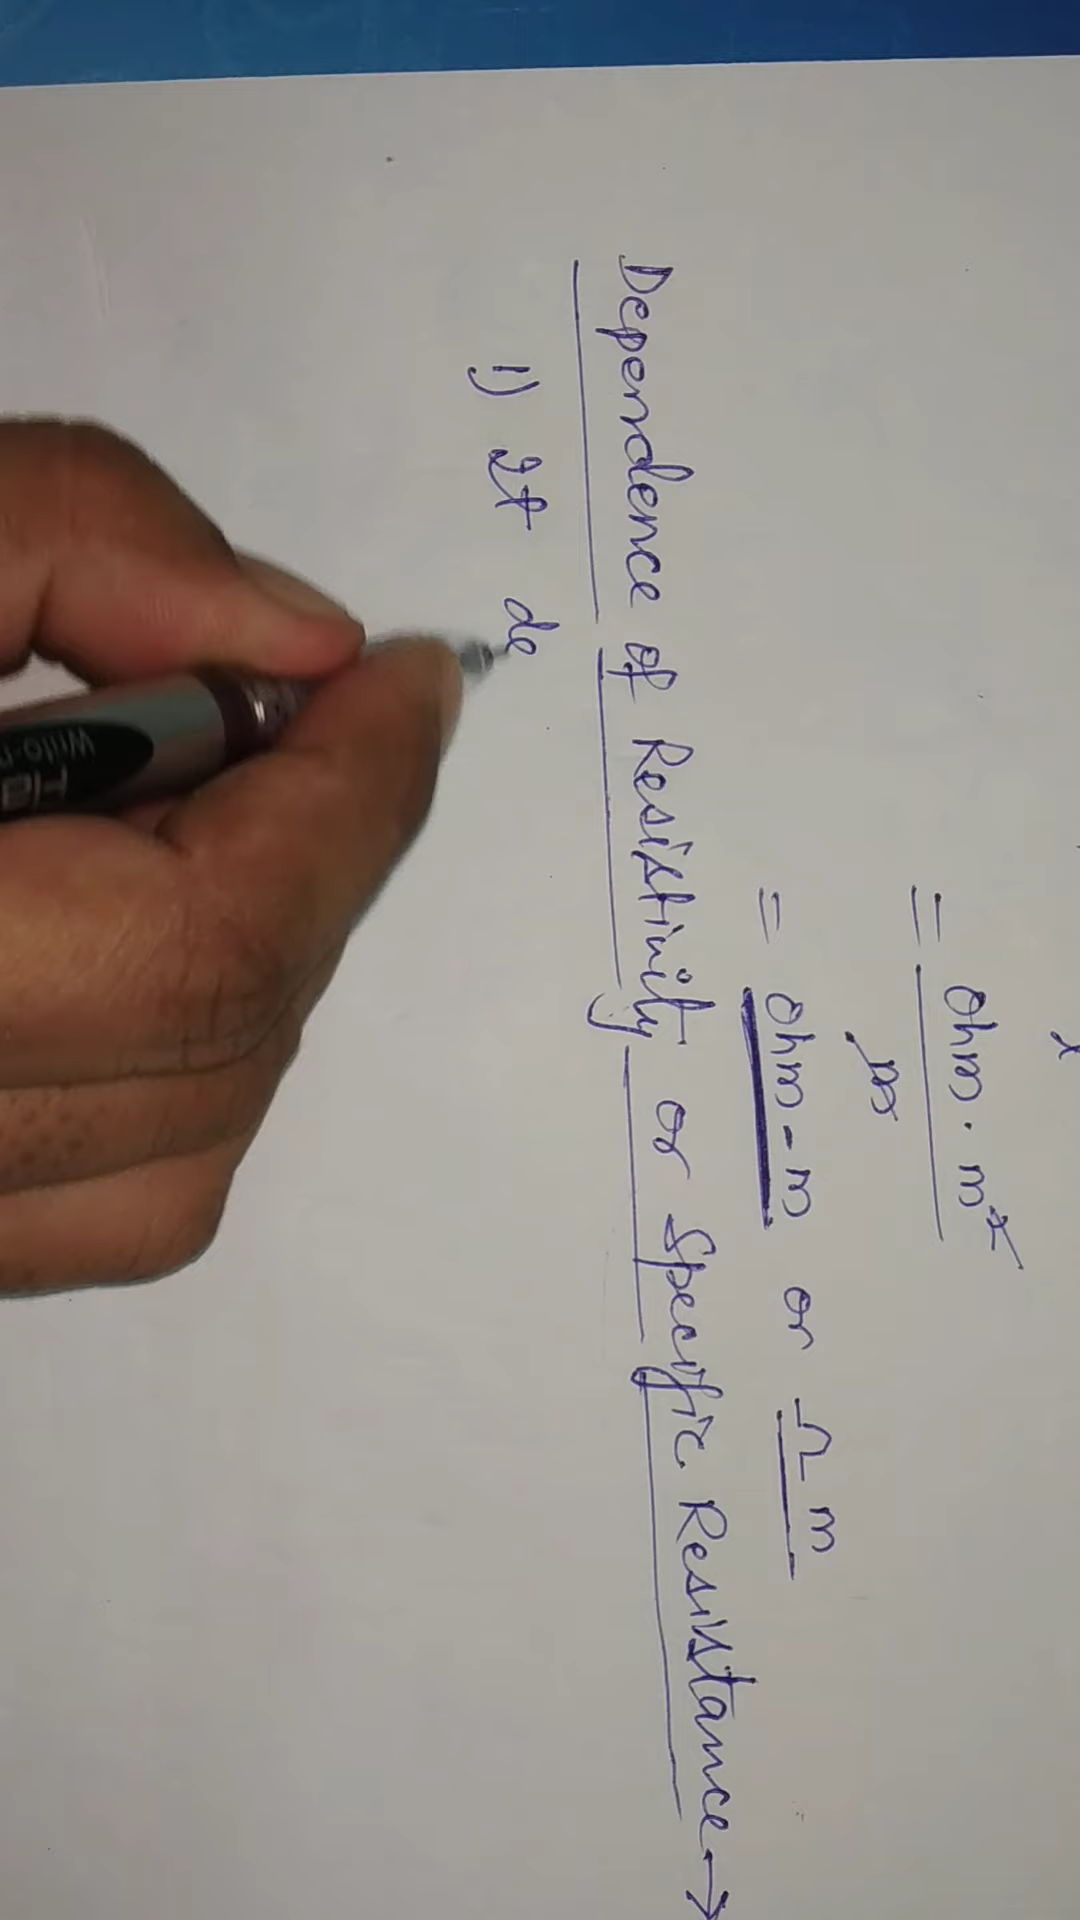 = ohm · m²
m
= ohm - m or Ω m
Dependence of Resistivity or Specific Resistance →
1) It de